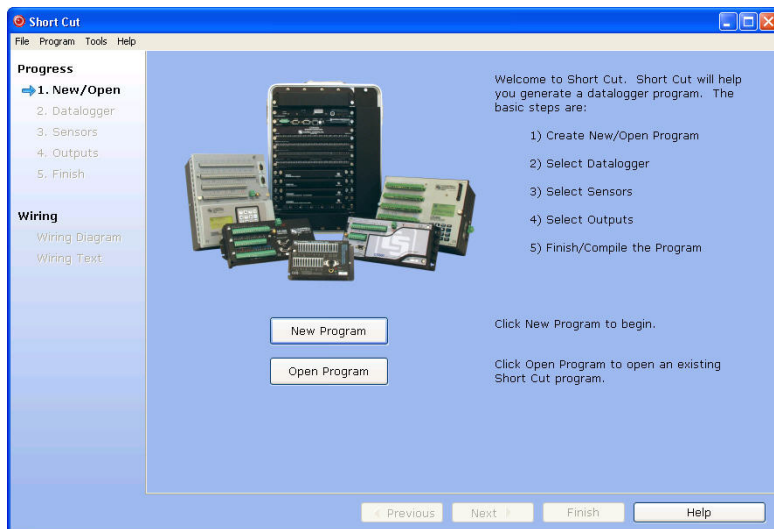 Short Cut
File Program Tools Help
Progress
1. New/Open
2. Datalogger
3. Sensors
4. Outputs
5. Finish
Wiring
Wiring Diagram
Wiring Text
Welcome to Short Cut. Short Cut will help
you generate a datalogger program. The
basic steps are:
1) Create New/Open Program
2) Select Datalogger
3) Select Sensors
4) Select Outputs
5) Finish/Compile the Program
New Program
Click New Program to begin.
Open Program
Click Open Program to open an existing
Short Cut program.
< Previous
Next >
Finish
Help